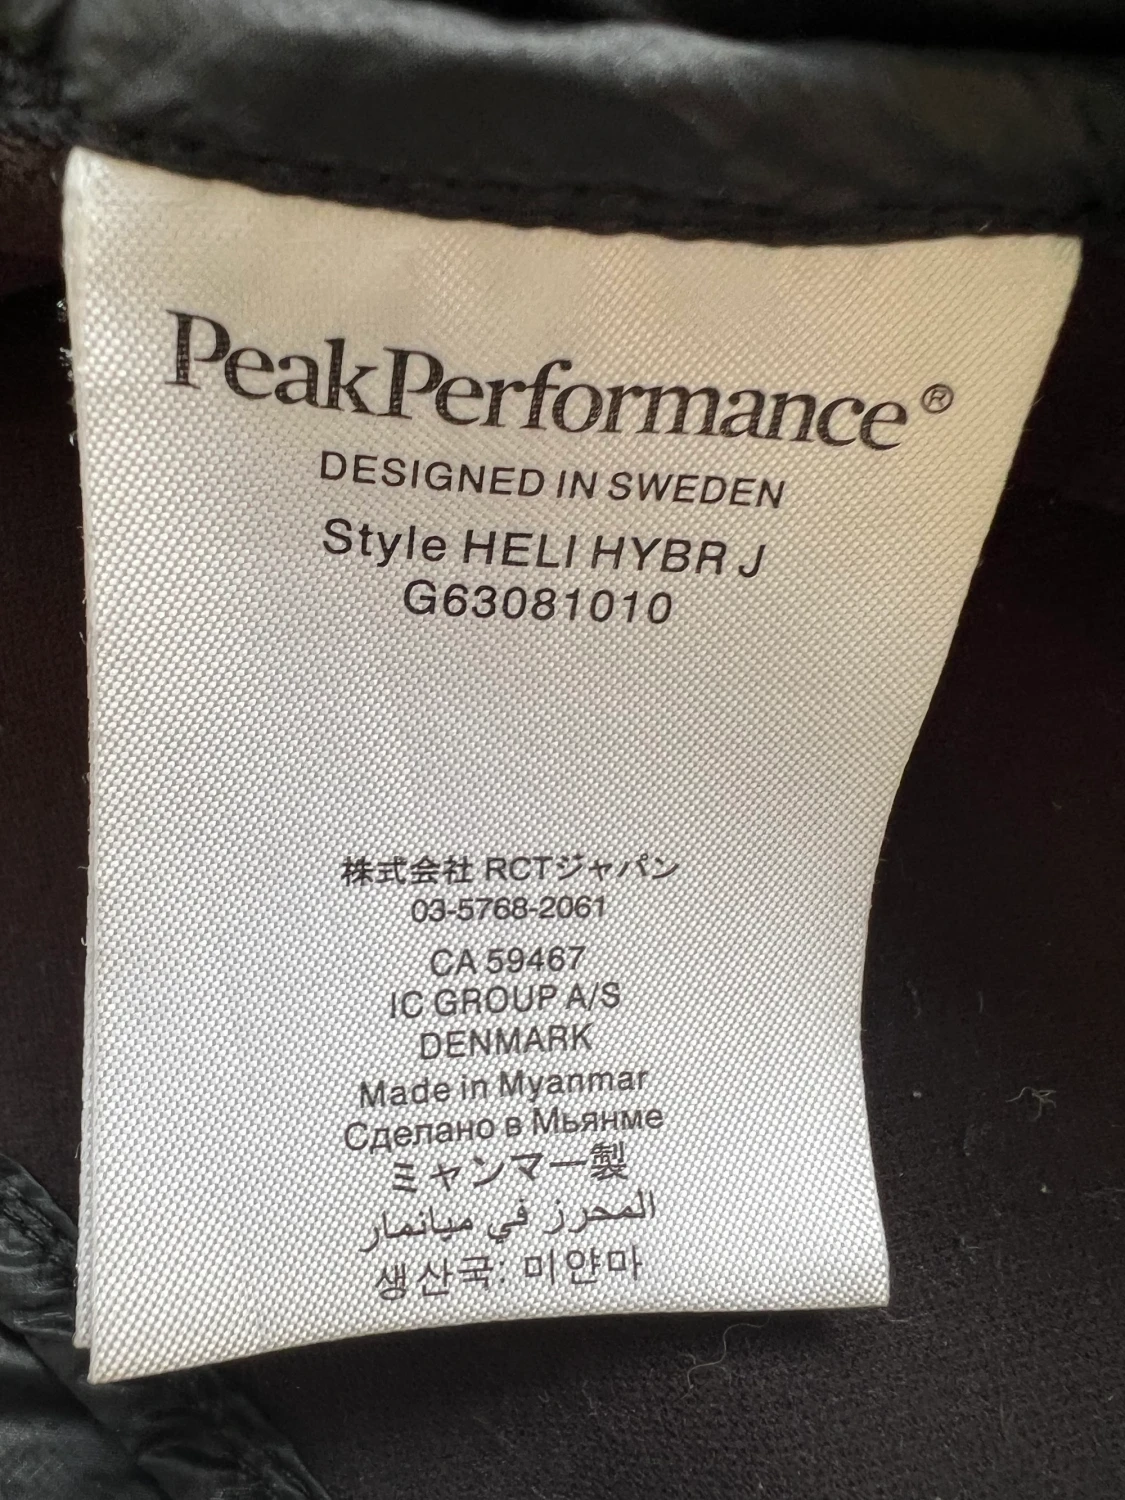 PeakPerformance®
DESIGNED IN SWEDEN
Style HELI HYBR J
G63081010
株式会社 RCTジャパン
03-5768-2061
CA 59467
IC GROUP A/S
DENMARK
Made in Myanmar
Сделано в Мьянме
ミャンマー製
المحرز في ميانمار
생산국: 미얀마